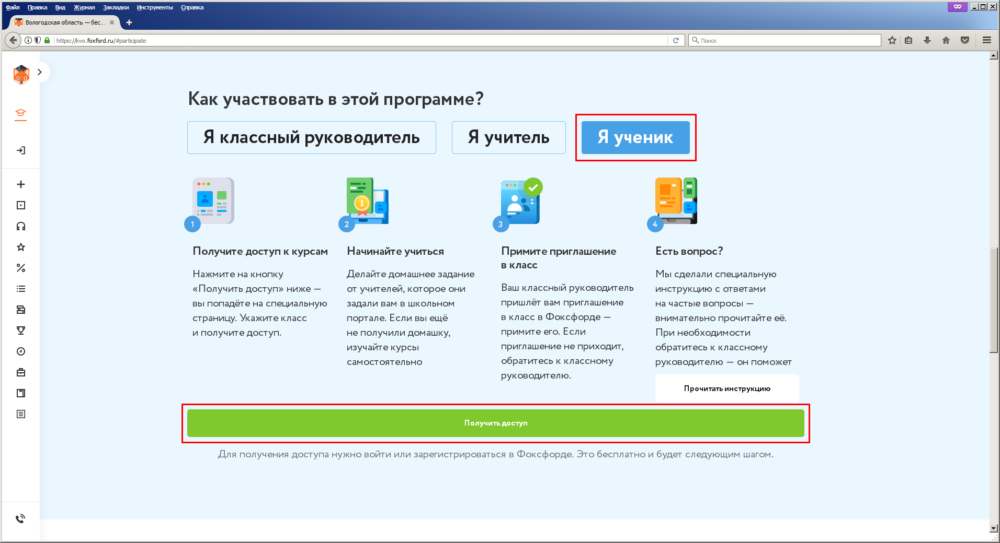 Файл Правка Вид Журнал Закладки Инструменты Справка
Вологодская область — бес...
https://kvo.foxford.ru/#participate
Поиск
Как участвовать в этой программе?
Я классный руководитель
Я учитель
Я ученик
1
Получите доступ к курсам
Нажмите на кнопку
«Получить доступ» ниже —
вы попадёте на специальную
страницу. Укажите класс
и получите доступ.
2
Начинайте учиться
Делайте домашнее задание
от учителей, которое они
задали вам в школьном
портале. Если вы ещё
не получили домашку,
изучайте курсы
самостоятельно
3
Примите приглашение
в класс
Ваш классный руководитель
пришлёт вам приглашение
в класс в Фоксфорде —
примите его. Если
приглашение не приходит,
обратитесь к классному
руководителю.
4
Есть вопрос?
Мы сделали специальную
инструкцию с ответами
на частые вопросы —
внимательно прочитайте её.
При необходимости
обратитесь к классному
руководителю — он поможет
Прочитать инструкцию
Получить доступ
Для получения доступа нужно войти или зарегистрироваться в Фоксфорде. Это бесплатно и будет следующим шагом.